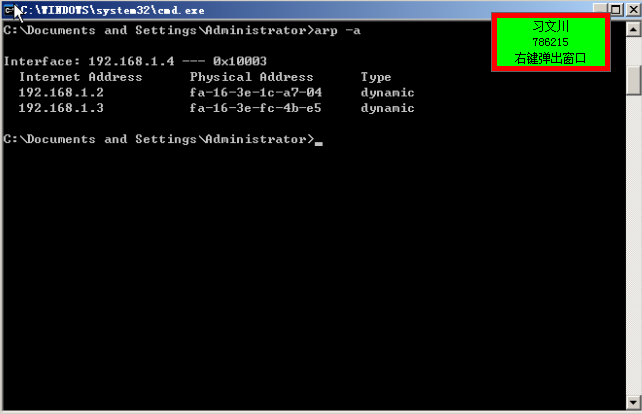 C:\WINDOWS\system32\cmd.exe
习文川
786215
右键弹出窗口
C:\Documents and Settings\Administrator>arp -a
Interface: 192.168.1.4 --- 0x10003
Internet Address Physical Address Type
192.168.1.2 fa-16-3e-1c-a7-04 dynamic
192.168.1.3 fa-16-3e-fc-4b-e5 dynamic
C:\Documents and Settings\Administrator>